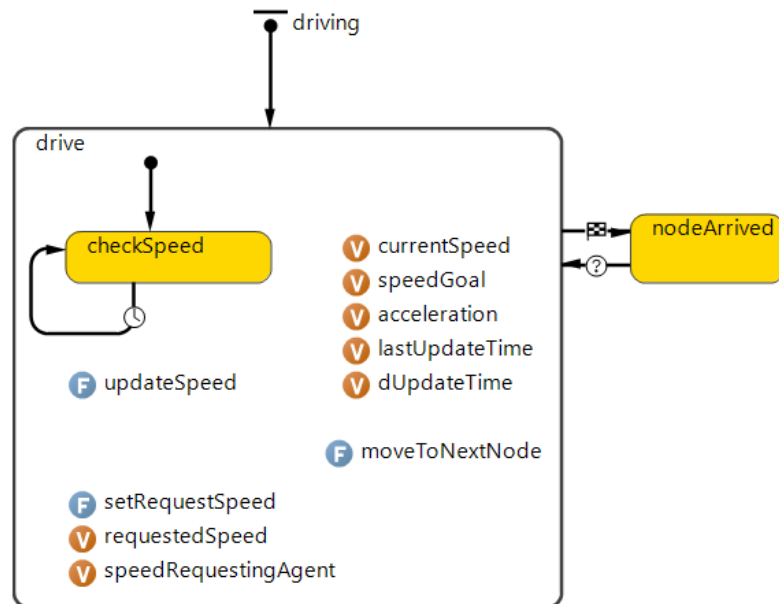 driving
drive
checkSpeed
nodeArrived
V currentSpeed
V speedGoal
V acceleration
V lastUpdateTime
F updateSpeed
V dUpdateTime
F moveToNextNode
F setRequestSpeed
V requestedSpeed
V speedRequestingAgent
?